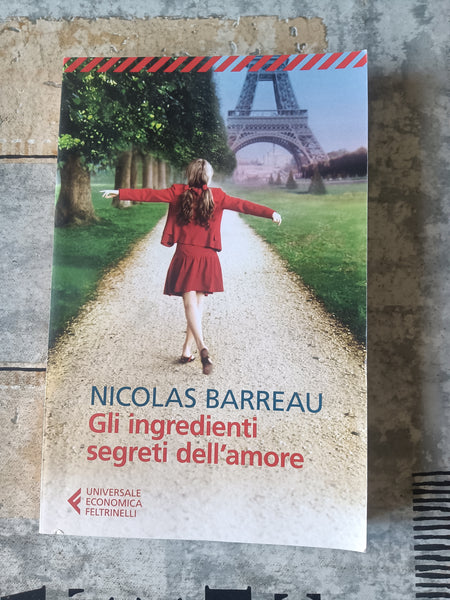 NICOLAS BARREAU
Gli ingredienti
segreti dell'amore
UNIVERSALE
ECONOMICA
FELTRINELLI